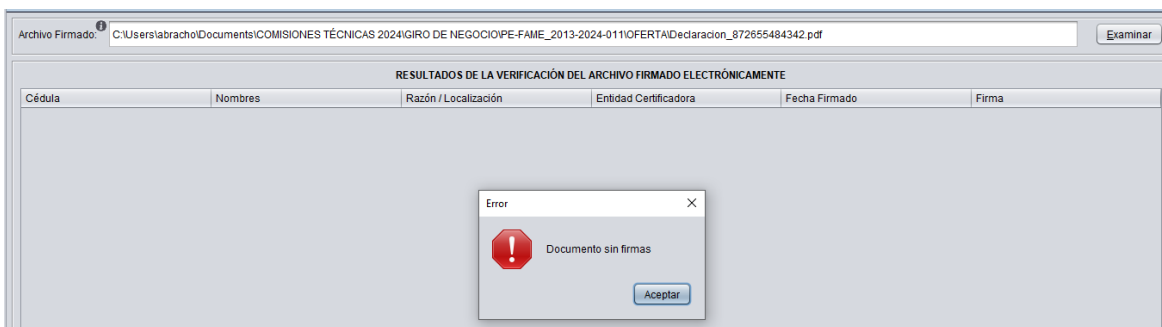 Archivo Firmado: C:\Users\abracho\Documents\COMISIONES TÉCNICAS 2024\GIRO DE NEGOCIO\PE-FAME_2013-2024-011\OFERTA\Declaracion_872655484342.pdf Examinar
RESULTADOS DE LA VERIFICACIÓN DEL ARCHIVO FIRMADO ELECTRÓNICAMENTE
Cédula Nombres Razón / Localización Entidad Certificadora Fecha Firmado Firma
Error
Documento sin firmas
Aceptar